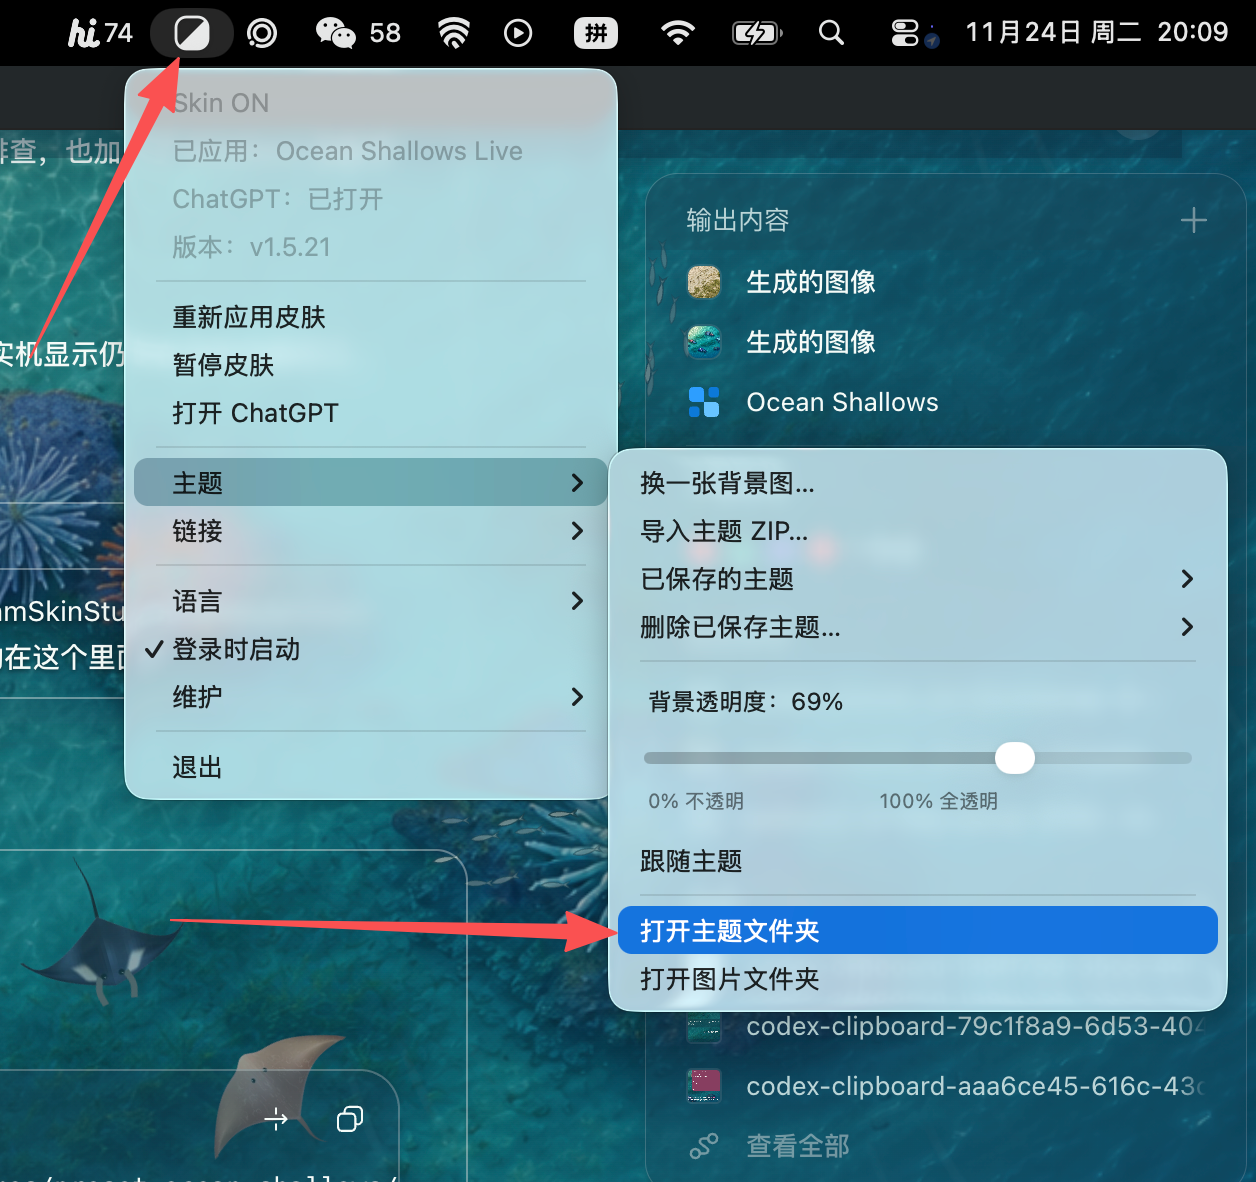 hi 74
58
拼
11月24日 周二 20:09
Skin ON
已应用：Ocean Shallows Live
ChatGPT：已打开
版本：v1.5.21
重新应用皮肤
暂停皮肤
打开 ChatGPT
主题
链接
语言
登录时启动
维护
退出
查，也加
输出内容
生成的图像
生成的图像
Ocean Shallows
机显示仍
换一张背景图...
导入主题 ZIP...
已保存的主题
删除已保存主题...
背景透明度：69%
0% 不透明
100% 全透明
跟随主题
打开主题文件夹
打开图片文件夹
mSkinStu
在这个里
codex-clipboard-79c1f8a9-6d53-404
codex-clipboard-aaa6ce45-616c-43
查看全部